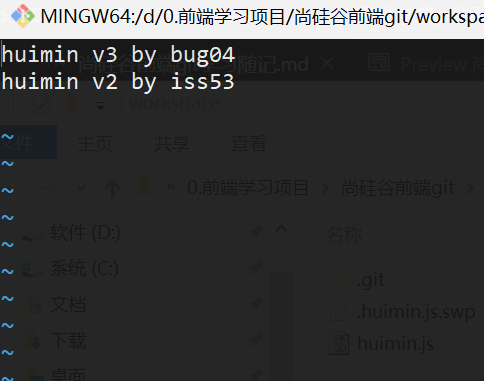 MINGW64:/d/0.前端学习项目/尚硅谷前端git/workspa
huimin v3 by bug04
huimin v2 by iss53
随记.md
Preview
workspace
文件
主页
共享
查看
« 0.前端学习项目 › 尚硅谷前端git ›
软件 (D:)
名称
系统 (C:)
.git
文档
.huimin.js.swp
下载
huimin.js
桌面
~
~
~
~
~
~
~
~
~
~